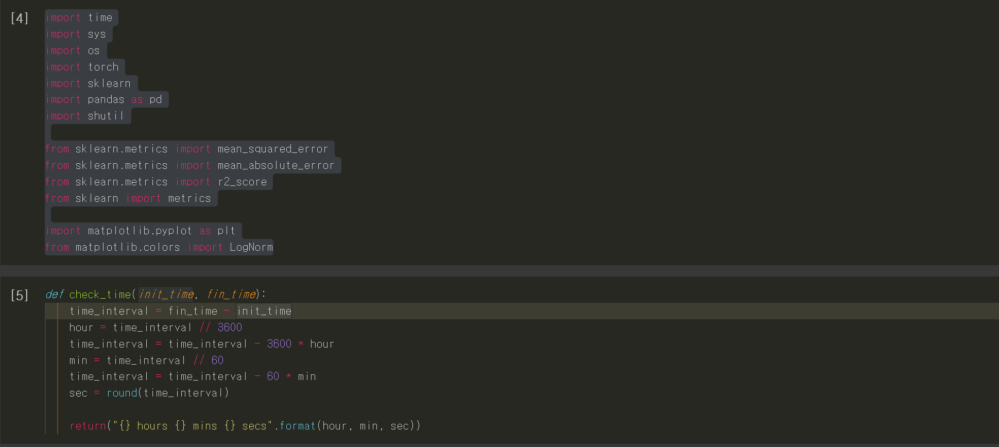 [4]
import time
import sys
import os
import torch
import sklearn
import pandas as pd
import shutil
from sklearn.metrics import mean_squared_error
from sklearn.metrics import mean_absolute_error
from sklearn.metrics import r2_score
from sklearn import metrics
import matplotlib.pyplot as plt
from matplotlib.colors import LogNorm
[5]
def check_time(init_time, fin_time):
    time_interval = fin_time - init_time
    hour = time_interval // 3600
    time_interval = time_interval - 3600 * hour
    min = time_interval // 60
    time_interval = time_interval - 60 * min
    sec = round(time_interval)
    return("{} hours {} mins {} secs".format(hour, min, sec))